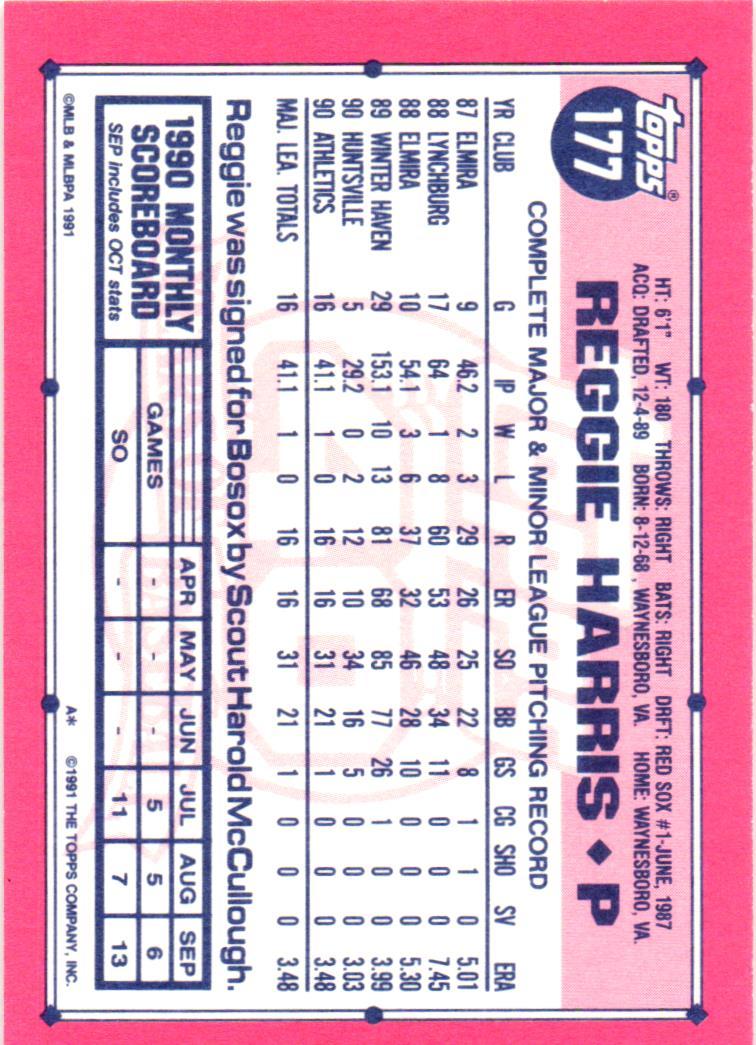 TOPPS®
177
HT: 6'1" WT: 180 THROWS: RIGHT BATS: RIGHT DRFT: RED SOX #1-JUNE, 1987
ACQ: DRAFTED, 12-4-89 BORN: 8-12-68, WAYNESBORO, VA. HOME: WAYNESBORO, VA.
REGGIE HARRIS ♦ P
COMPLETE MAJOR & MINOR LEAGUE PITCHING RECORD
YR CLUB G IP W L R ER SO BB GS CG SHO SV ERA
87 ELMIRA 9 46.2 2 3 29 26 25 22 8 1 1 0 5.01
88 LYNCHBURG 17 64 1 8 60 53 48 34 11 0 0 0 7.45
88 ELMIRA 10 54.1 3 6 37 32 46 28 10 0 0 0 5.30
89 WINTER HAVEN 29 153.1 10 13 81 68 85 77 26 1 0 0 3.99
90 HUNTSVILLE 5 29.2 0 2 12 10 34 16 5 0 0 0 3.03
90 ATHLETICS 16 41.1 1 0 16 16 31 21 1 0 0 0 3.48
MAJ. LEA. TOTALS 16 41.1 1 0 16 16 31 21 1 0 0 0 3.48
Reggie was signed for Bosox by Scout Harold McCullough.
1990 MONTHLY
SCOREBOARD
SEP includes OCT stats
APR MAY JUN JUL AUG SEP
GAMES - - - 5 5 6
SO - - - 11 7 13
©MLB & MLBPA 1991
A* ©1991 THE TOPPS COMPANY, INC.